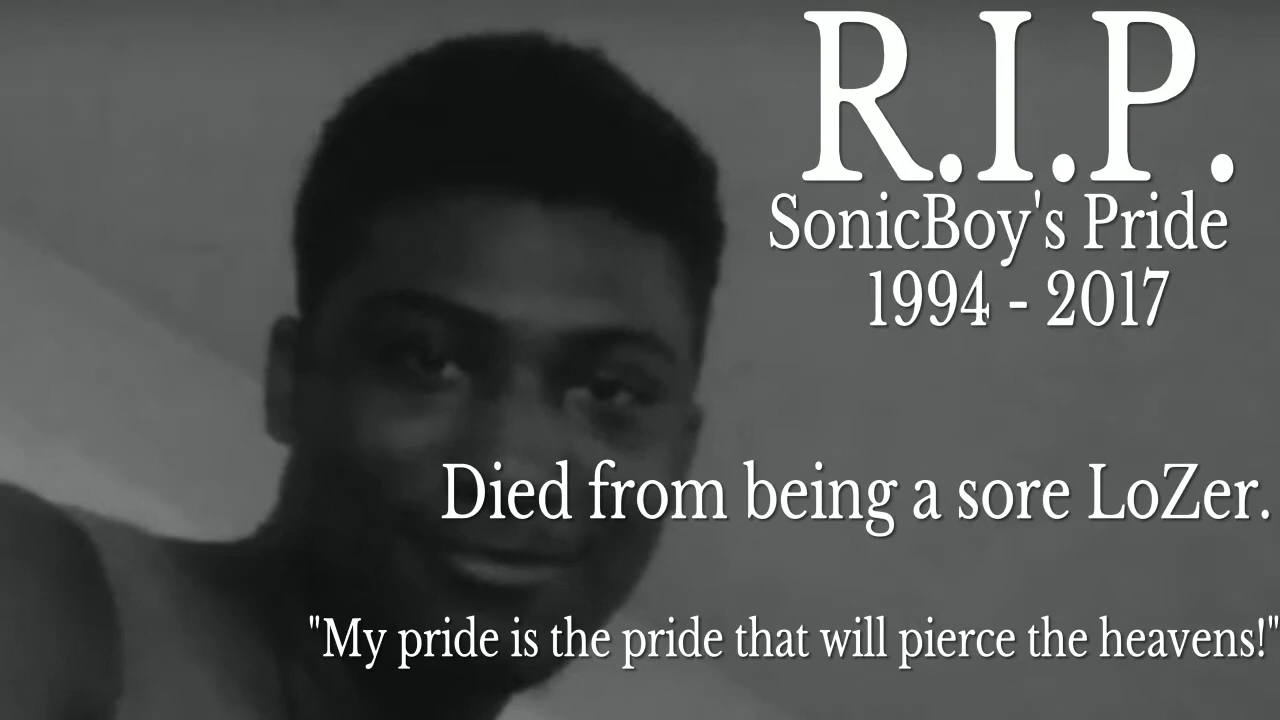 R.I.P.
SonicBoy's Pride
1994 - 2017
Died from being a sore LoZer.
"My pride is the pride that will pierce the heavens!"